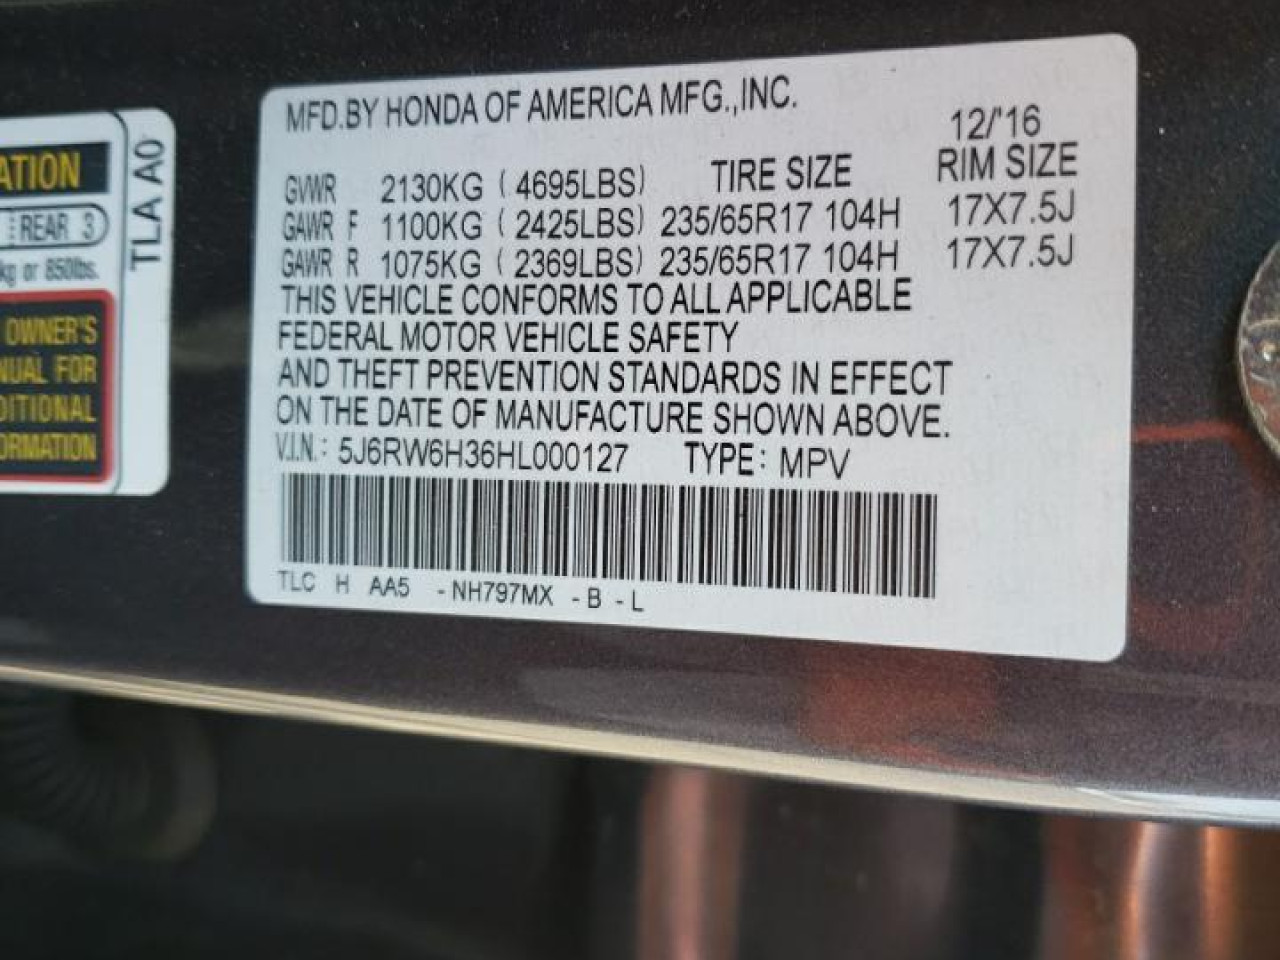 ATION
REAR 3
kg or 850lbs.
OWNER'S
NUAL FOR
DITIONAL
ORMATION
TLA A0
MFD.BY HONDA OF AMERICA MFG.,INC.
12/'16
GVWR 2130KG ( 4695LBS) TIRE SIZE RIM SIZE
GAWR F 1100KG ( 2425LBS) 235/65R17 104H 17X7.5J
GAWR R 1075KG ( 2369LBS) 235/65R17 104H 17X7.5J
THIS VEHICLE CONFORMS TO ALL APPLICABLE
FEDERAL MOTOR VEHICLE SAFETY
AND THEFT PREVENTION STANDARDS IN EFFECT
ON THE DATE OF MANUFACTURE SHOWN ABOVE.
V.I.N.: 5J6RW6H36HL000127 TYPE: MPV
TLC H AA5 -NH797MX -B -L